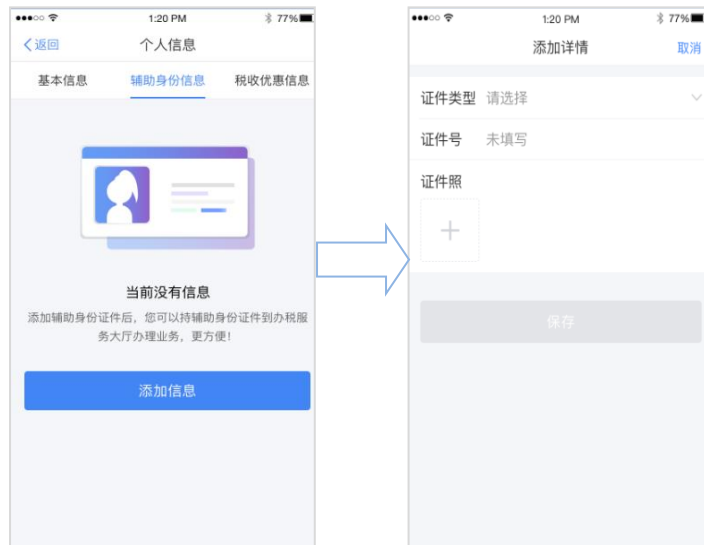 1:20 PM 77%
返回 个人信息
基本信息 辅助身份信息 税收优惠信息
当前没有信息
添加辅助身份证件后，您可以持辅助身份证件到办税服
务大厅办理业务，更方便！
添加信息
1:20 PM 77%
添加详情 取消
证件类型 请选择
证件号 未填写
证件照
保存